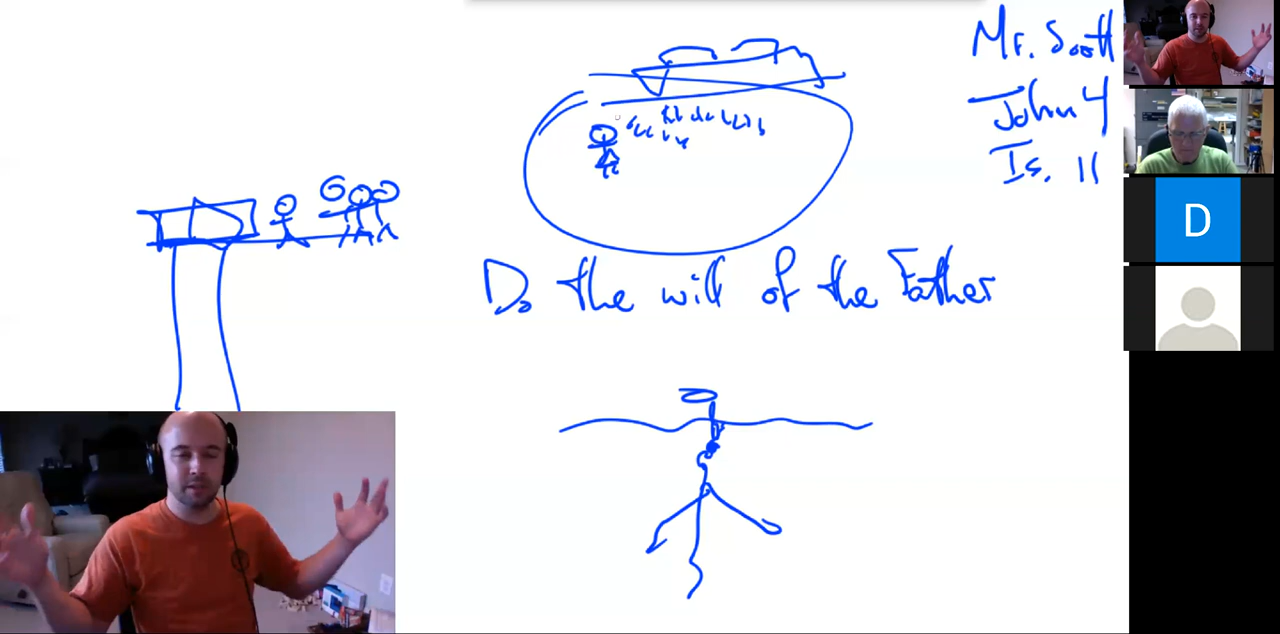 Mr. Scott
John 4
Is. 11
D
Do the will of the Father